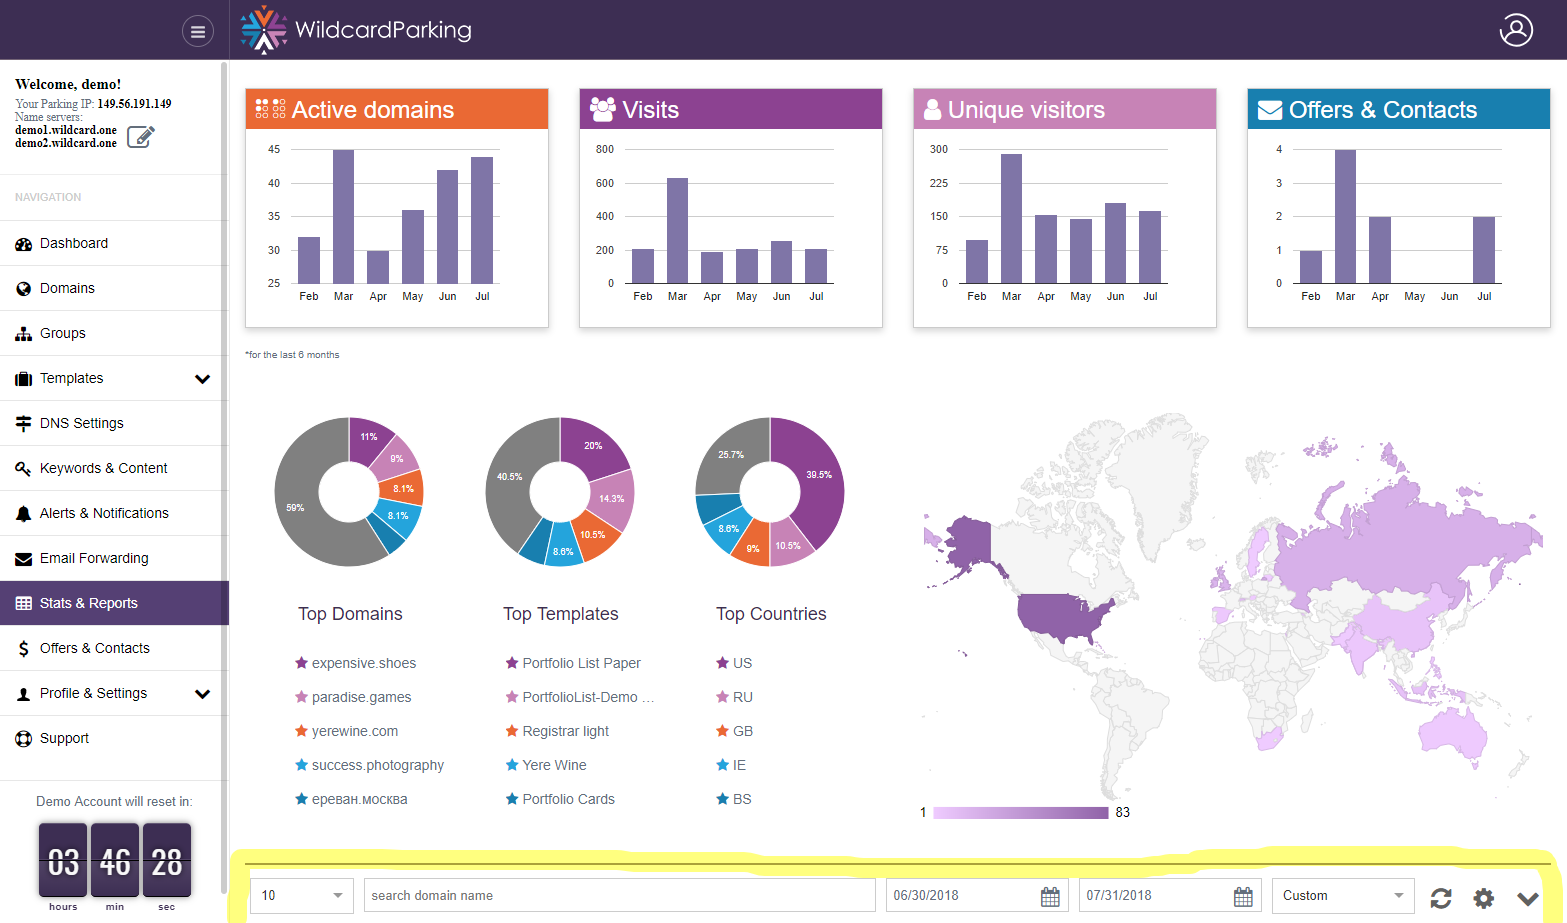 WildcardParking
Welcome, demo!
Your Parking IP: 149.56.191.149
Name servers:
demo1.wildcard.one
demo2.wildcard.one
NAVIGATION
Dashboard
Domains
Groups
Templates
DNS Settings
Keywords & Content
Alerts & Notifications
Email Forwarding
Stats & Reports
Offers & Contacts
Profile & Settings
Support
Demo Account will reset in:
03 46 28
hours min sec
Active domains
45
40
35
30
25
Feb Mar Apr May Jun Jul
Visits
800
600
400
200
0
Feb Mar Apr May Jun Jul
Unique visitors
300
225
150
75
0
Feb Mar Apr May Jun Jul
Offers & Contacts
4
3
2
1
0
Feb Mar Apr May Jun Jul
*for the last 6 months
11%
9%
8.1%
8.1%
59%
Top Domains
expensive.shoes
paradise.games
yerewine.com
success.photography
ереван.москва
20%
14.3%
10.5%
8.6%
40.5%
Top Templates
Portfolio List Paper
PortfolioList-Demo ...
Registrar light
Yere Wine
Portfolio Cards
39.5%
10.5%
9%
8.6%
25.7%
Top Countries
US
RU
GB
IE
BS
1 83
10 search domain name 06/30/2018 07/31/2018 Custom